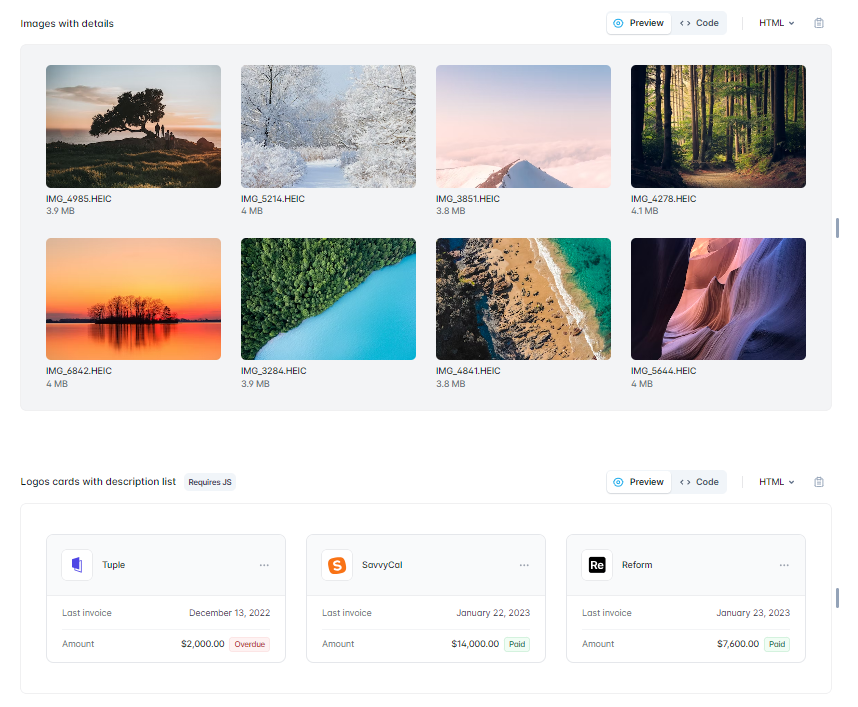 Images with details
Preview
Code
HTML
IMG_4985.HEIC
3.9 MB
IMG_5214.HEIC
4 MB
IMG_3851.HEIC
3.8 MB
IMG_4278.HEIC
4.1 MB
IMG_6842.HEIC
4 MB
IMG_3284.HEIC
3.9 MB
IMG_4841.HEIC
3.8 MB
IMG_5644.HEIC
4 MB
Logos cards with description list
Requires JS
Preview
Code
HTML
Tuple
Last invoice
December 13, 2022
Amount
$2,000.00
Overdue
S
SavvyCal
Last invoice
January 22, 2023
Amount
$14,000.00
Paid
Re
Reform
Last invoice
January 23, 2023
Amount
$7,600.00
Paid